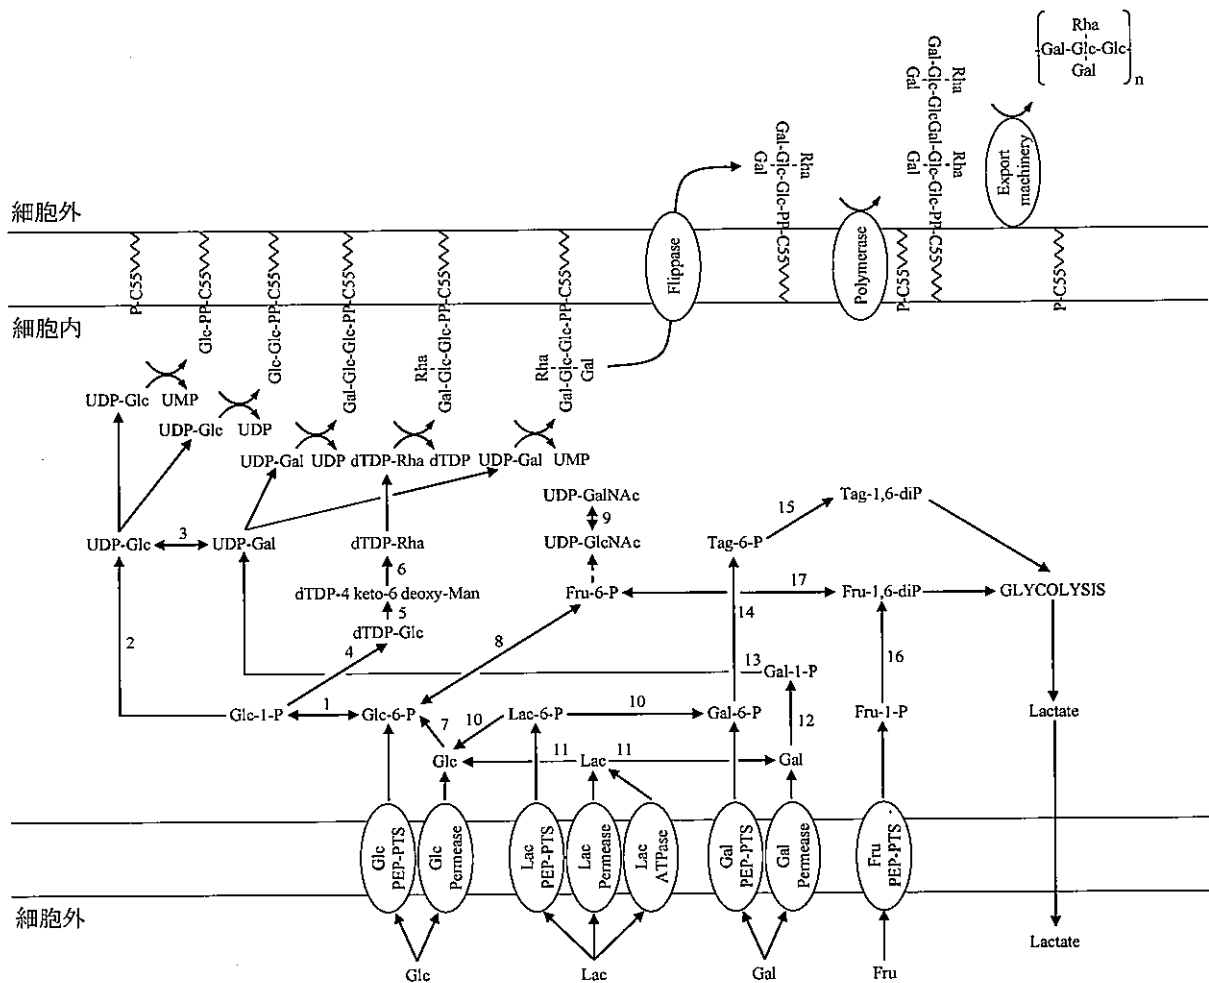 Rha
Gal-Glc-Glc
Gal
n
Gal-Glc-GlcGal-Glc-Glc-PP-C55
Gal
Rha
Gal
Rha
Export
machinery
Gal-Glc-Glc-PP-C55
Gal
Rha
細胞外
P-C55
Glc-PP-C55
Glc-Glc-PP-C55
Gal-Glc-Glc-PP-C55
Gal-Glc-Glc-PP-C55
Rha
Gal-Glc-Glc-PP-C55
Rha
Gal
Flippase
Polymerase
P-C55
P-C55
細胞内
UDP-Glc UMP
UDP-Glc UDP
UDP-Gal UDP dTDP-Rha dTDP UDP-Gal UMP
UDP-GalNAc
15
Tag-1,6-diP
9
UDP-Glc
3
UDP-Gal
dTDP-Rha
UDP-GlcNAc
Tag-6-P
6
17
dTDP-4 keto-6 deoxy-Man
Fru-6-P
Fru-1,6-diP
GLYCOLYSIS
5
14
dTDP-Glc
2
4
8
13
16
Gal-1-P
Glc-1-P
1
Glc-6-P
10
Lac-6-P
10
Gal-6-P
Fru-1-P
Lactate
7
12
11
11
Glc
Lac
Gal
Glc
PEP-PTS
Glc
Permease
Lac
PEP-PTS
Lac
Permease
Lac
ATPase
Gal
PEP-PTS
Gal
Permease
Fru
PEP-PTS
細胞外
Lactate
Glc
Lac
Gal
Fru